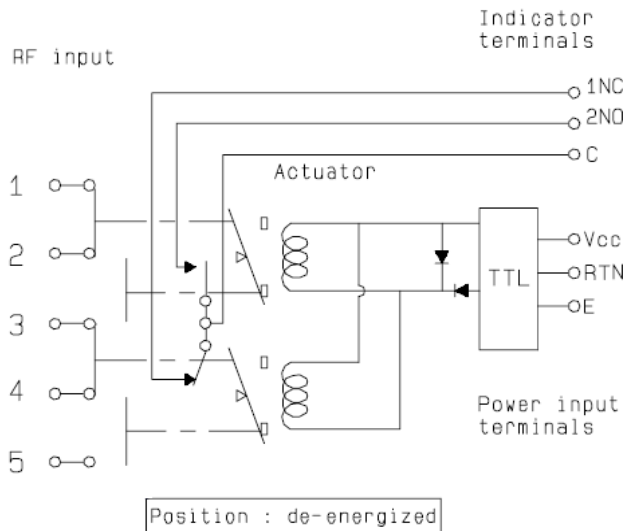 Indicator
terminals
RF input
1NC
2NO
C
Actuator
1
2
3
4
5
Vcc
TTL
RTN
E
Power input
terminals
Position : de-energized